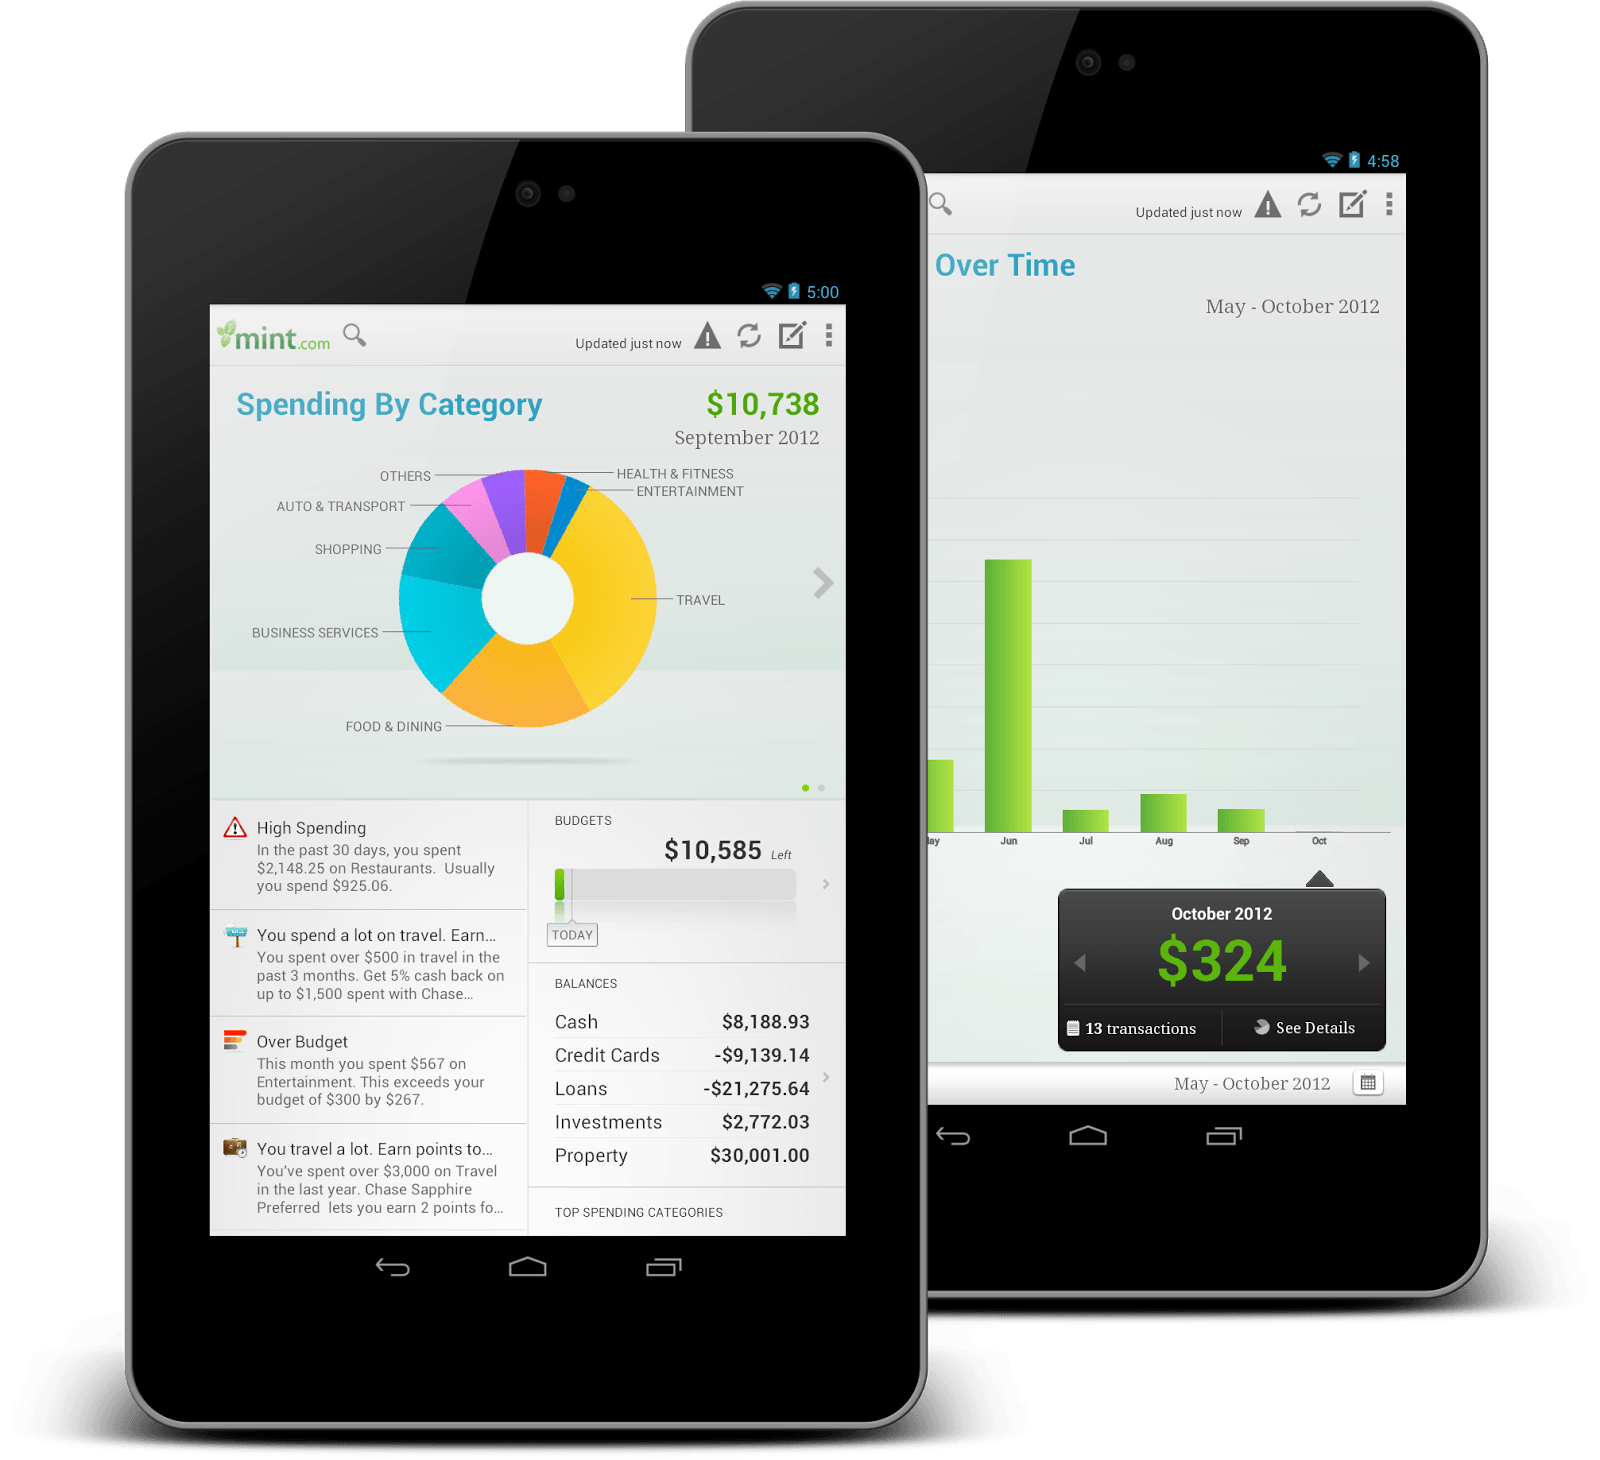 5:00
mint.com
Updated just now
Spending By Category
$10,738
September 2012
OTHERS
HEALTH & FITNESS
ENTERTAINMENT
AUTO & TRANSPORT
SHOPPING
TRAVEL
BUSINESS SERVICES
FOOD & DINING
High Spending
In the past 30 days, you spent
$2,148.25 on Restaurants. Usually
you spend $925.06.
You spend a lot on travel. Earn...
You spent over $500 in travel in the
past 3 months. Get 5% cash back on
up to $1,500 spent with Chase...
Over Budget
This month you spent $567 on
Entertainment. This exceeds your
budget of $300 by $267.
You travel a lot. Earn points to...
You've spent over $3,000 on Travel
in the last year. Chase Sapphire
Preferred lets you earn 2 points fo...
BUDGETS
$10,585 Left
TODAY
BALANCES
Cash $8,188.93
Credit Cards -$9,139.14
Loans -$21,275.64
Investments $2,772.03
Property $30,001.00
TOP SPENDING CATEGORIES
4:58
Updated just now
Over Time
May - October 2012
ay Jun Jul Aug Sep Oct
October 2012
$324
13 transactions
See Details
May - October 2012